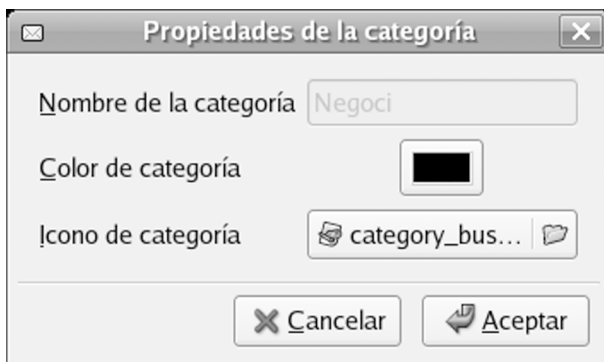 Propiedades de la categoría
Nombre de la categoría Negoci
Color de categoría
Icono de categoría category_bus...
Cancelar Aceptar